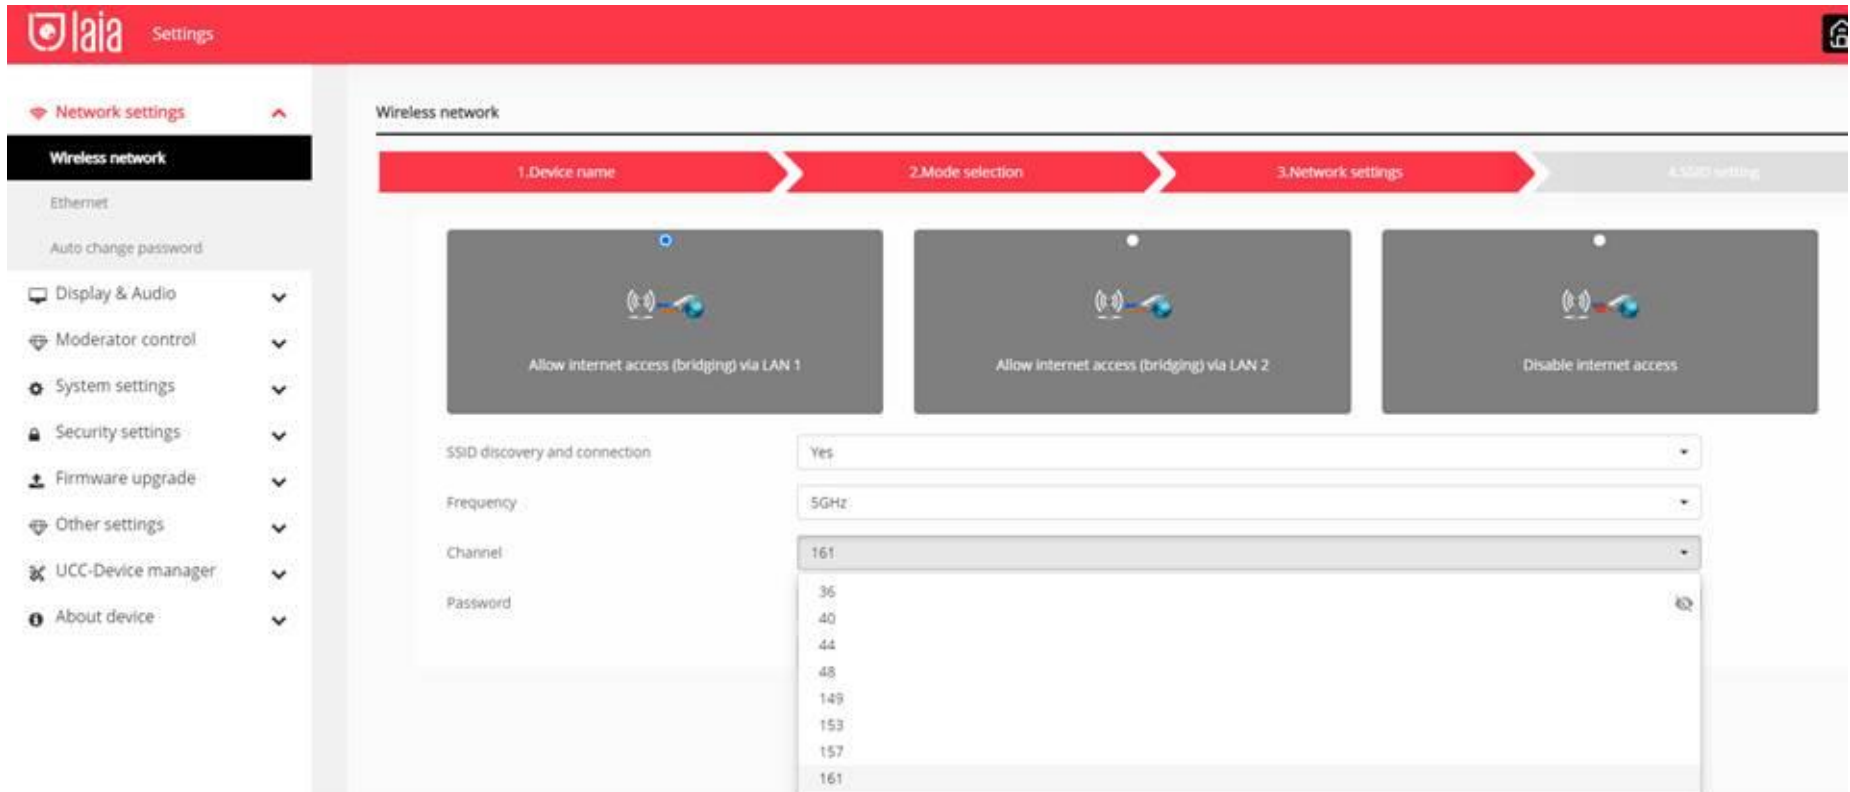 laia Settings
Network settings
Wireless network
Ethernet
Auto change password
Display & Audio
Moderator control
System settings
Security settings
Firmware upgrade
Other settings
UCC-Device manager
About device
Wireless network
1.Device name 2.Mode selection 3.Network settings 4.SSID setting
Allow internet access (bridging) via LAN 1 Allow internet access (bridging) via LAN 2 Disable internet access
SSID discovery and connection Yes
Frequency 5GHz
Channel 161
Password
36
40
44
48
149
153
157
161